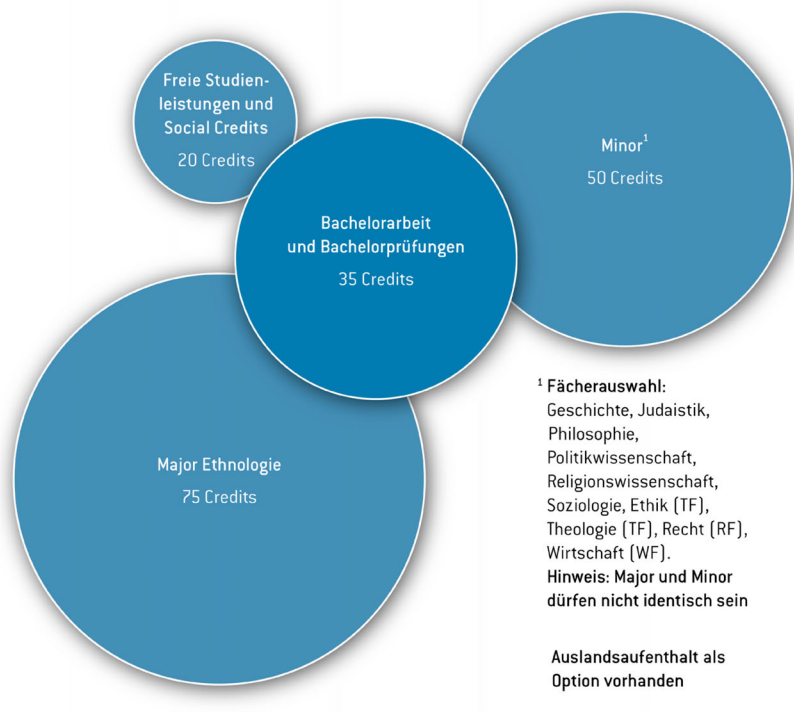 Freie Studien-
leistungen und
Social Credits
20 Credits
Minor¹
50 Credits
Bachelorarbeit
und Bachelorprüfungen
35 Credits
Major Ethnologie
75 Credits
¹ Fächerauswahl:
Geschichte, Judaistik,
Philosophie,
Politikwissenschaft,
Religionswissenschaft,
Soziologie, Ethik (TF),
Theologie (TF), Recht (RF),
Wirtschaft (WF).
Hinweis: Major und Minor
dürfen nicht identisch sein
Auslandsaufenthalt als
Option vorhanden